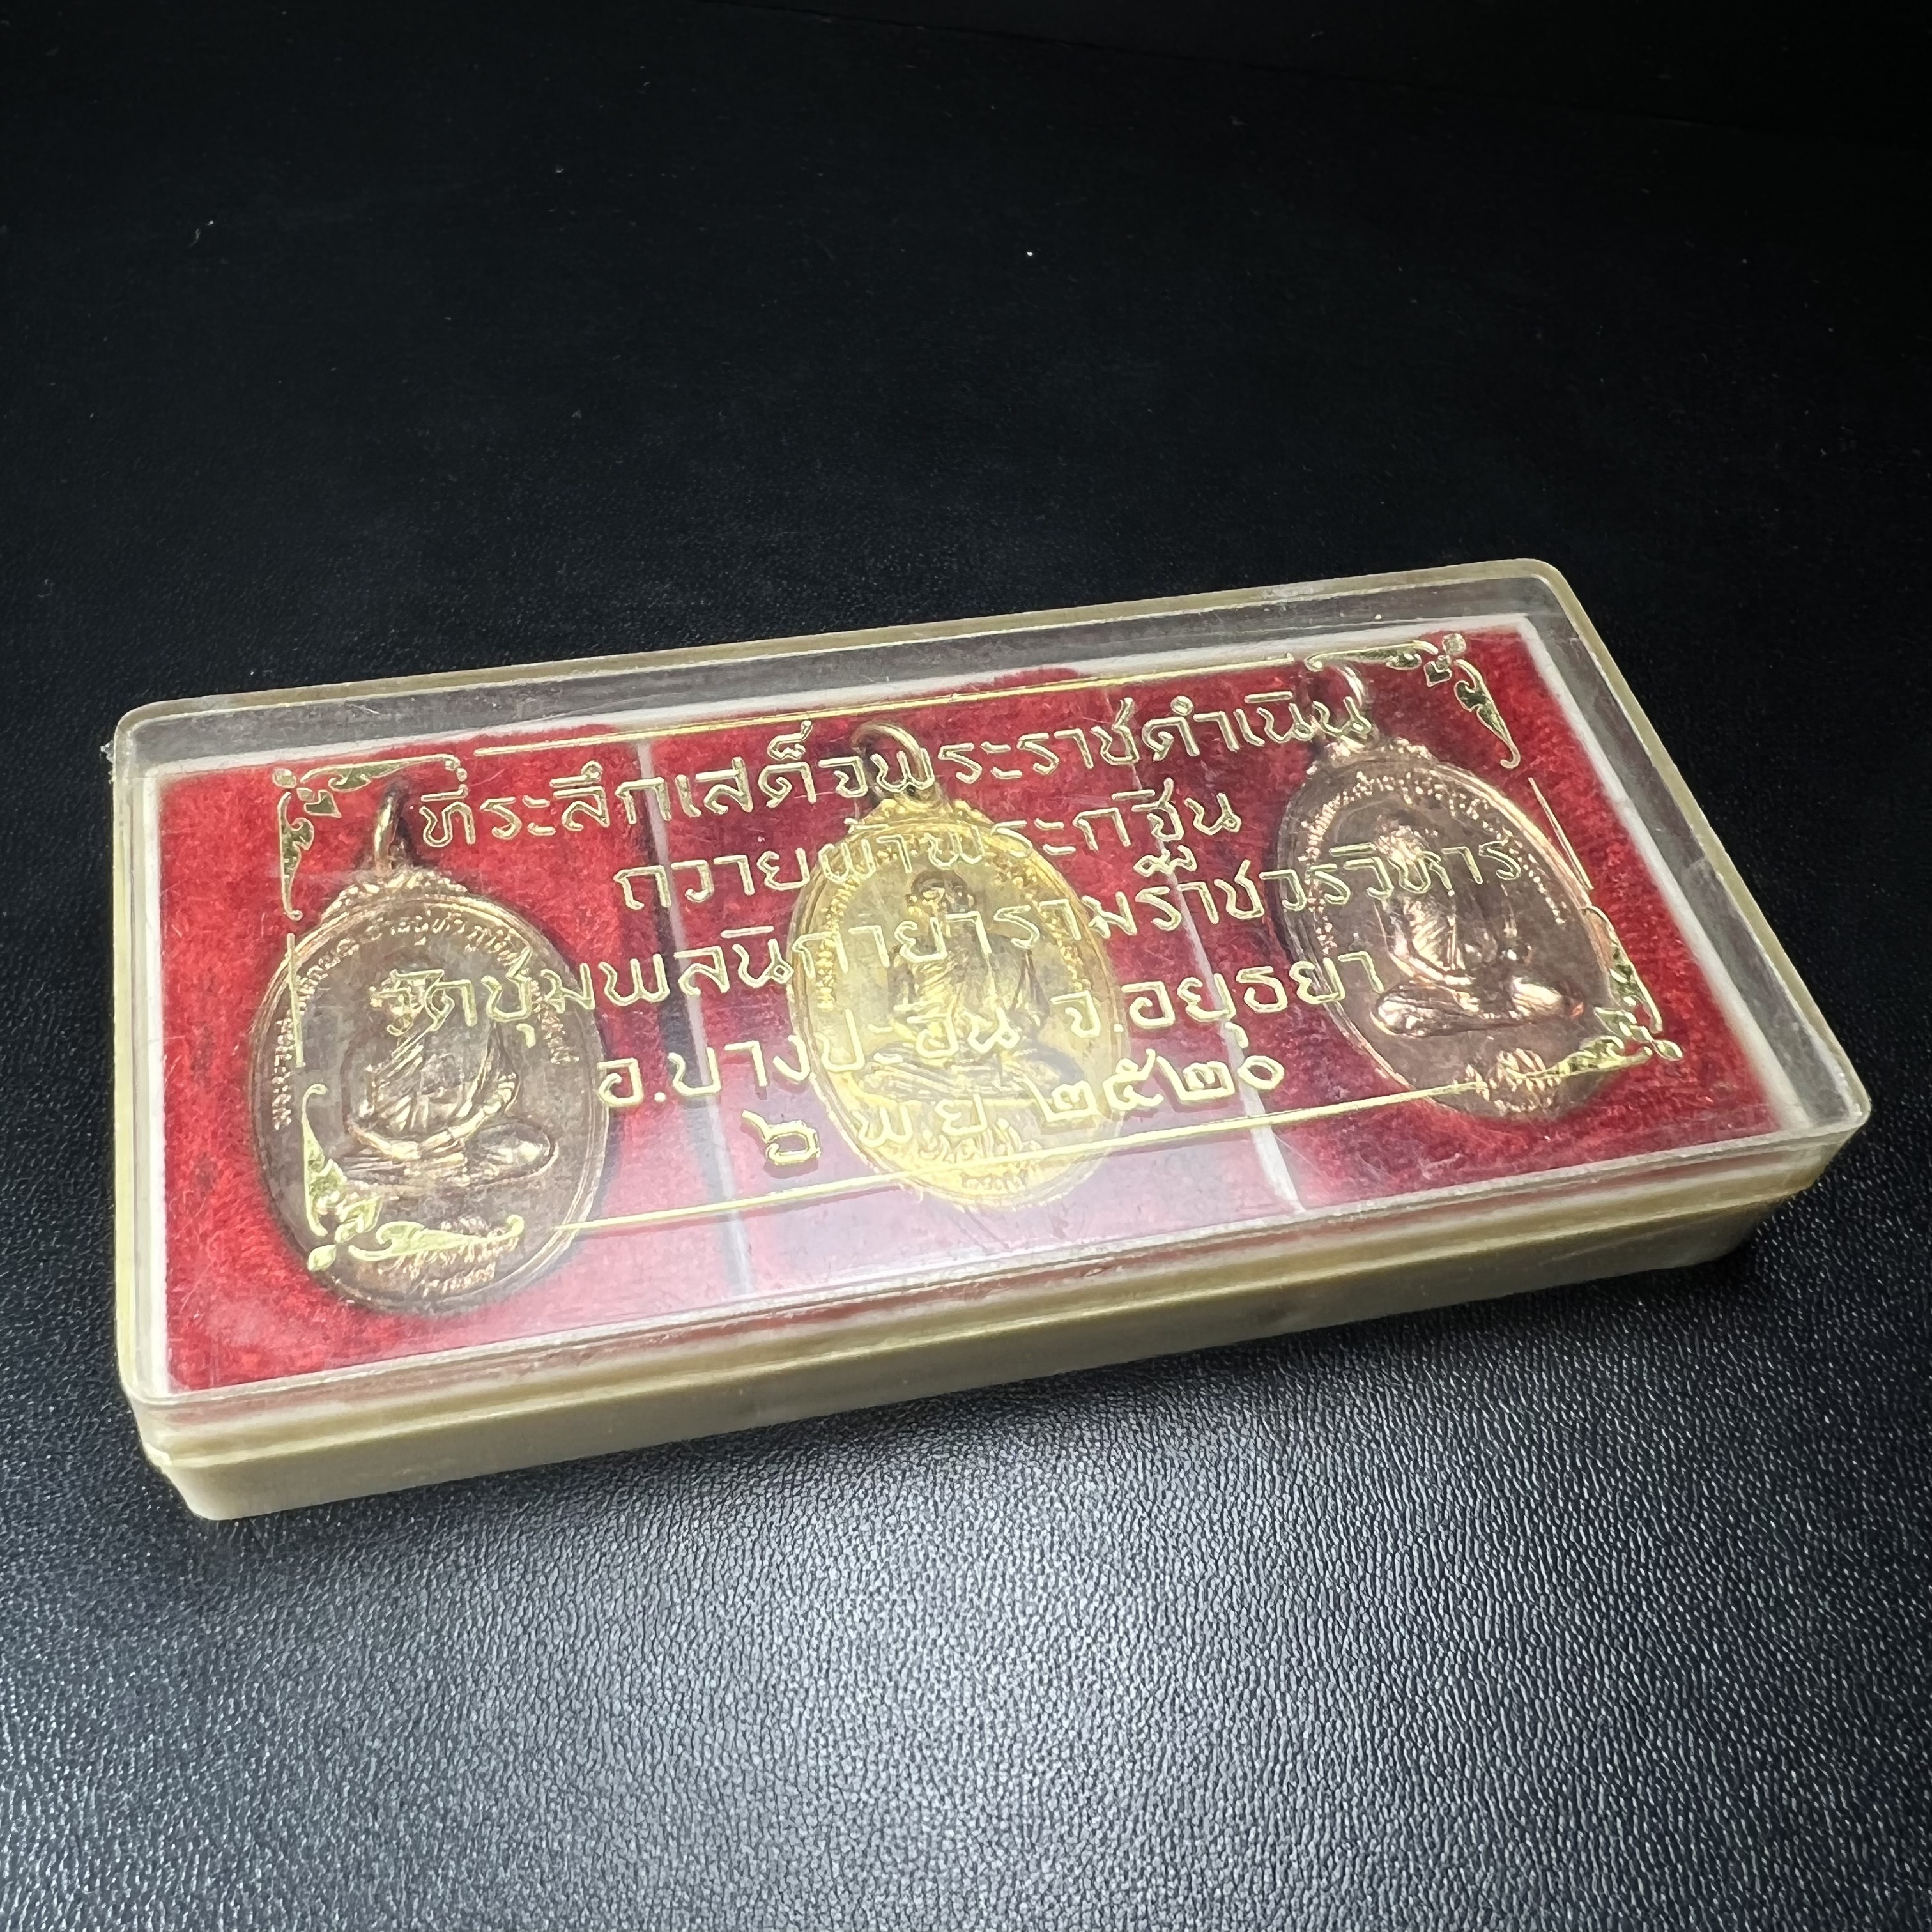 ที่ระลึกเสด็จพระราชดำเนิน
ถวายผ้าพระกฐิน
วัดชุมพลนิกายารามราชวรวิหาร
อ.บางปะอิน จ.อยุธยา
๖ พ.ย. ๒๕๒๐